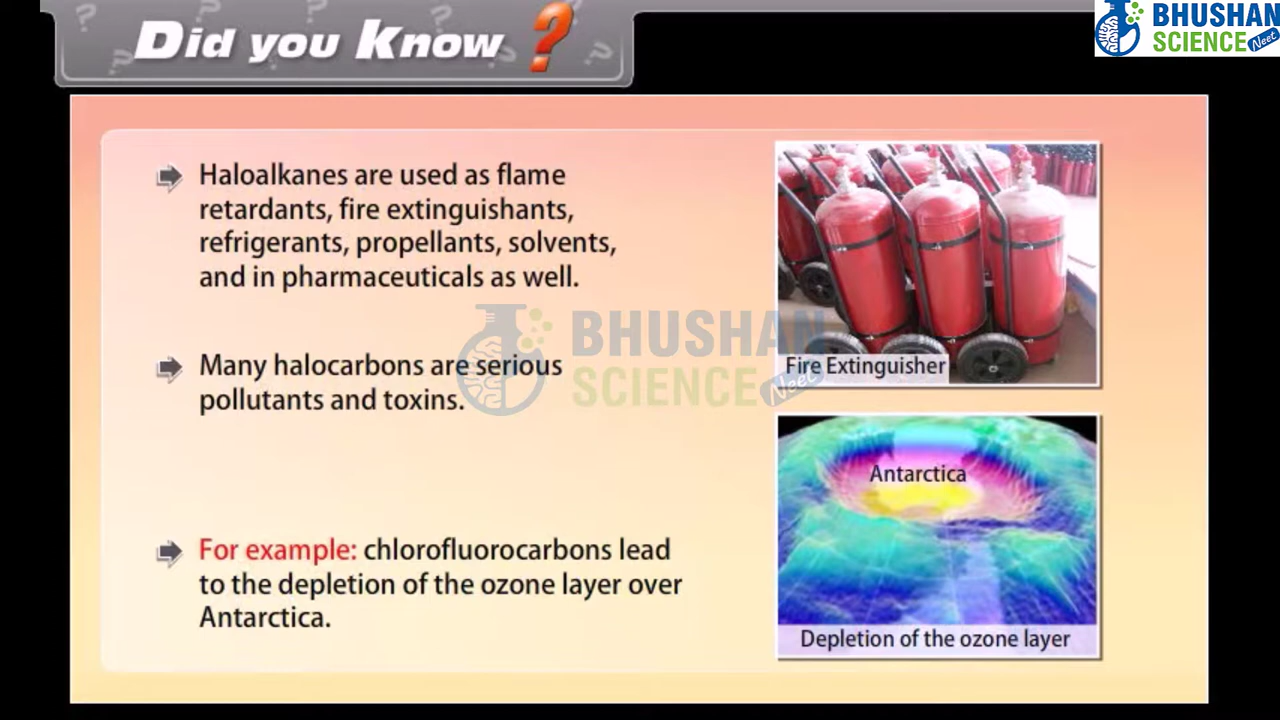 Did you Know ?
BHUSHAN
SCIENCE Neet
Haloalkanes are used as flame
retardants, fire extinguishants,
refrigerants, propellants, solvents,
and in pharmaceuticals as well.
Many halocarbons are serious
pollutants and toxins.
For example: chlorofluorocarbons lead
to the depletion of the ozone layer over
Antarctica.
BHUSHAN
SCIENCE Neet
Fire Extinguisher
Antarctica
Depletion of the ozone layer